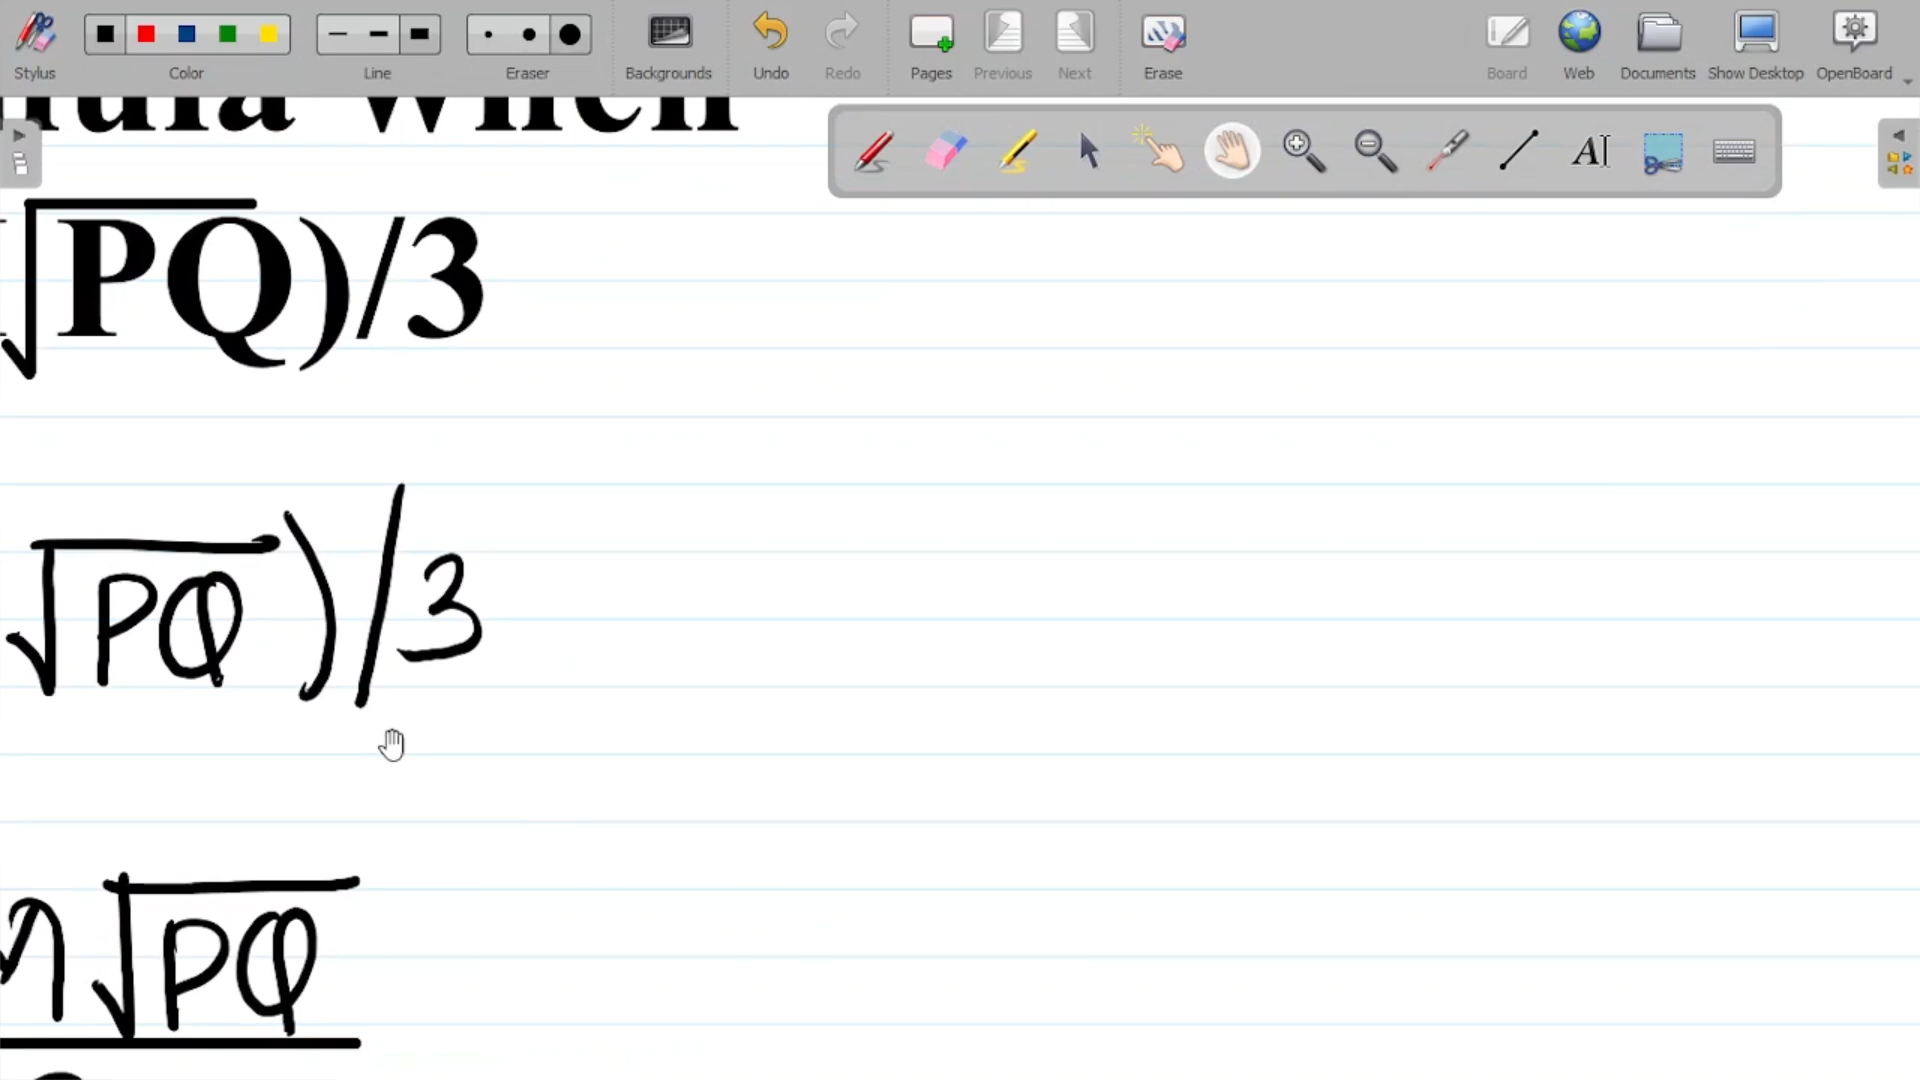 Stylus Color Line Eraser Backgrounds Undo Redo Pages Previous Next Erase Board Web Documents Show Desktop OpenBoard
When
√PQ)/3
√PQ)/3
n√PQ